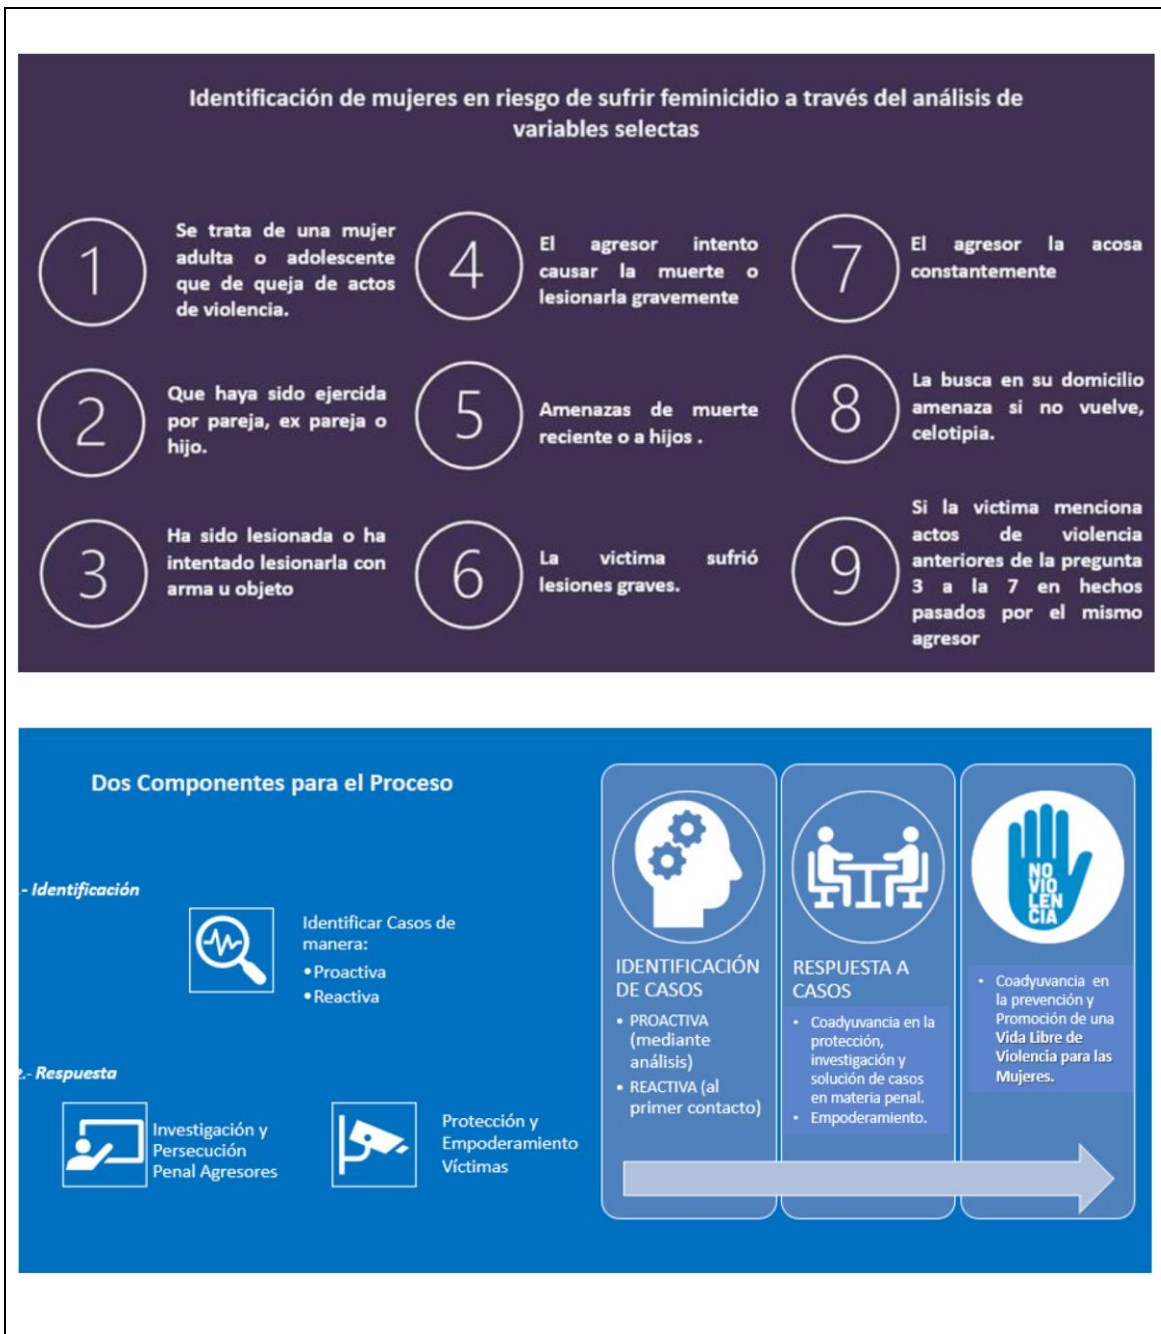 Identificación de mujeres en riesgo de sufrir feminicidio a través del análisis de
variables selectas
1
Se trata de una mujer
adulta o adolescente
que de queja de actos
de violencia.
2
Que haya sido ejercida
por pareja, ex pareja o
hijo.
3
Ha sido lesionada o ha
intentado lesionarla con
arma u objeto
4
El agresor intento
causar la muerte o
lesionarla gravemente
5
Amenazas de muerte
reciente o a hijos .
6
La victima sufrió
lesiones graves.
7
El agresor la acosa
constantemente
8
La busca en su domicilio
amenaza si no vuelve,
celotipia.
9
Si la victima menciona
actos de violencia
anteriores de la pregunta
3 a la 7 en hechos
pasados por el mismo
agresor
Dos Componentes para el Proceso
.- Identificación
Identificar Casos de
manera:
•Proactiva
•Reactiva
2.- Respuesta
Investigación y
Persecución
Penal Agresores
Protección y
Empoderamiento
Víctimas
IDENTIFICACIÓN
DE CASOS
• PROACTIVA
(mediante
análisis)
• REACTIVA (al
primer contacto)
RESPUESTA A
CASOS
• Coadyuvancia en la
protección,
investigación y
solución de casos
en materia penal.
• Empoderamiento.
NO
VIO
LEN
CIA
• Coadyuvancia en
la prevención y
Promoción de una
Vida Libre de
Violencia para las
Mujeres.